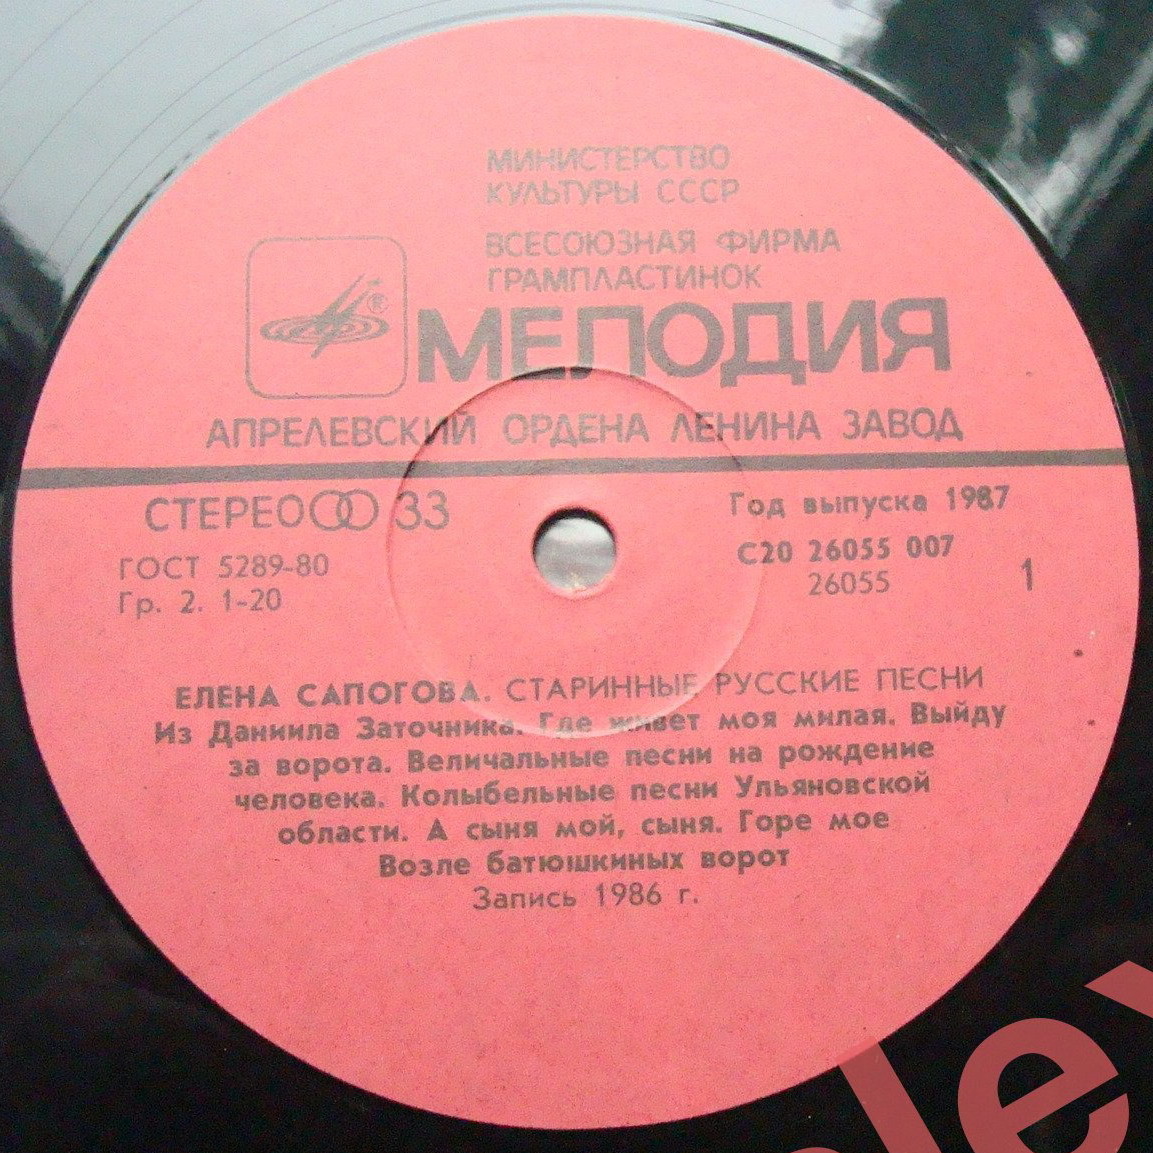 МИНИСТЕРСТВО
КУЛЬТУРЫ СССР
ВСЕСОЮЗНАЯ ФИРМА
ГРАМПЛАСТИНОК
®
МЕЛОДИЯ
АПРЕЛЕВСКИЙ ОРДЕНА ЛЕНИНА ЗАВОД
СТЕРЕО 33
Год выпуска 1987
ГОСТ 5289-80
С20 26055 007
Гр. 2. 1-20
26055
1
ЕЛЕНА САПОГОВА. СТАРИННЫЕ РУССКИЕ ПЕСНИ
Из Даниила Заточника. Где живет моя милая. Выйду
за ворота. Величальные песни на рождение
человека. Колыбельные песни Ульяновской
области. А сыня мой, сыня. Горе мое
Возле батюшкиных ворот
Запись 1986 г.